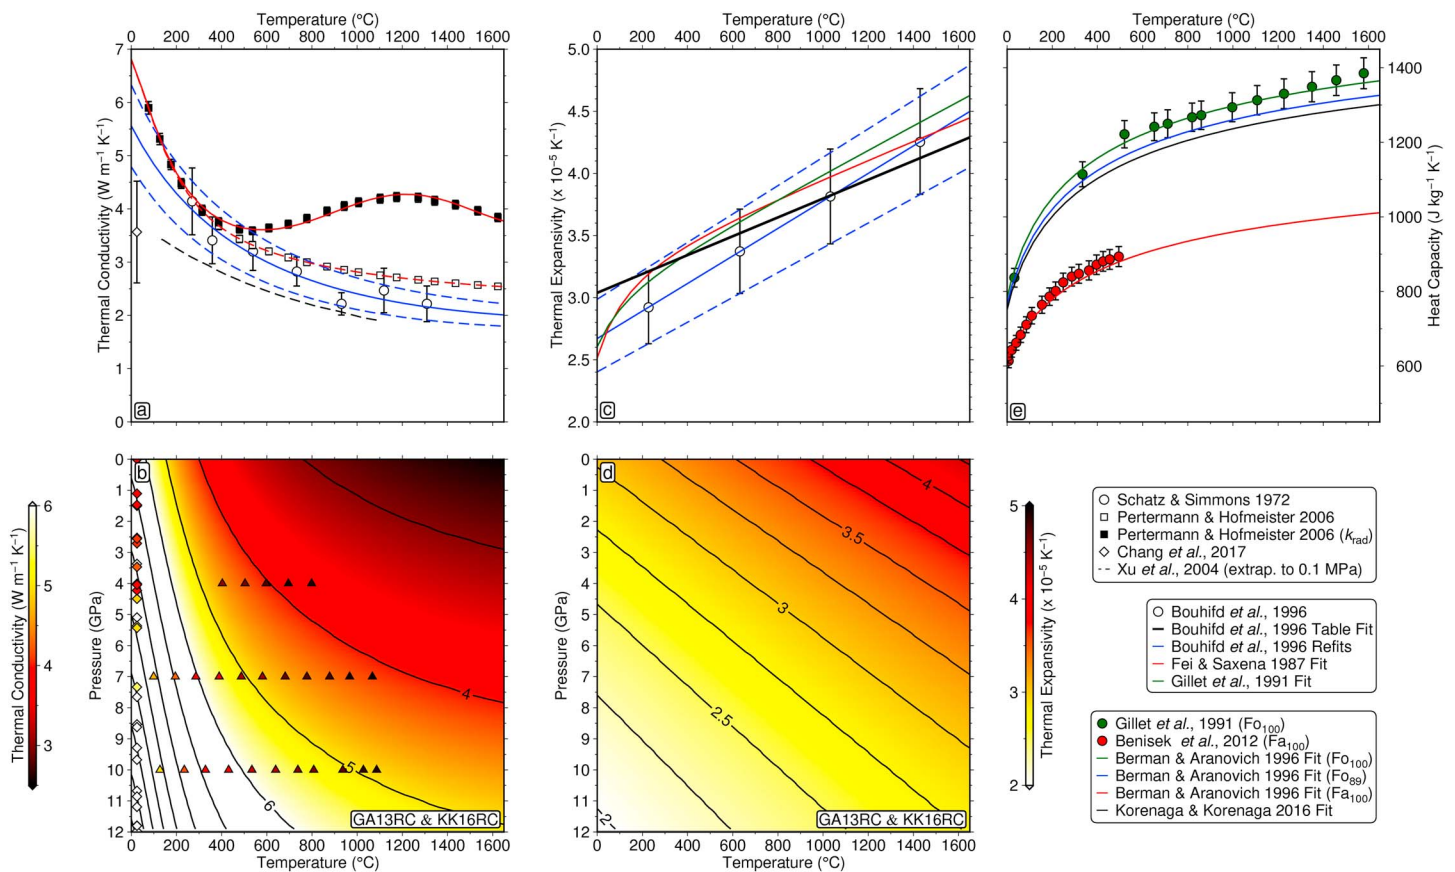 Temperature (°C)
0 200 400 600 800 1000 1200 1400 1600
7
6
5
4
3
2
1
0
Thermal Conductivity (W m⁻¹ K⁻¹)
a
Temperature (°C)
0 200 400 600 800 1000 1200 1400 1600
5.0
4.5
4.0
3.5
3.0
2.5
2.0
Thermal Expansivity (x 10⁻⁵ K⁻¹)
c
Temperature (°C)
0 200 400 600 800 1000 1200 1400 1600
1400
1200
1000
800
600
Heat Capacity (J kg⁻¹ K⁻¹)
e
Thermal Conductivity (W m⁻¹ K⁻¹)
6
5
4
3
Pressure (GPa)
0
1
2
3
4
5
6
7
8
9
10
11
12
b
4
5
6
GA13RC & KK16RC
0 200 400 600 800 1000 1200 1400 1600
Temperature (°C)
Pressure (GPa)
0
1
2
3
4
5
6
7
8
9
10
11
12
d
4
3.5
3
2.5
2
GA13RC & KK16RC
0 200 400 600 800 1000 1200 1400 1600
Temperature (°C)
5
4
3
2
Thermal Expansivity (x 10⁻⁵ K⁻¹)
Schatz & Simmons 1972
Pertermann & Hofmeister 2006
Pertermann & Hofmeister 2006 (k_rad)
Chang et al., 2017
Xu et al., 2004 (extrap. to 0.1 MPa)
Bouhifd et al., 1996
Bouhifd et al., 1996 Table Fit
Bouhifd et al., 1996 Refits
Fei & Saxena 1987 Fit
Gillet et al., 1991 Fit
Gillet et al., 1991 (Fo₁₀₀)
Benisek et al., 2012 (Fa₁₀₀)
Berman & Aranovich 1996 Fit (Fo₁₀₀)
Berman & Aranovich 1996 Fit (Fo₈₉)
Berman & Aranovich 1996 Fit (Fa₁₀₀)
Korenaga & Korenaga 2016 Fit